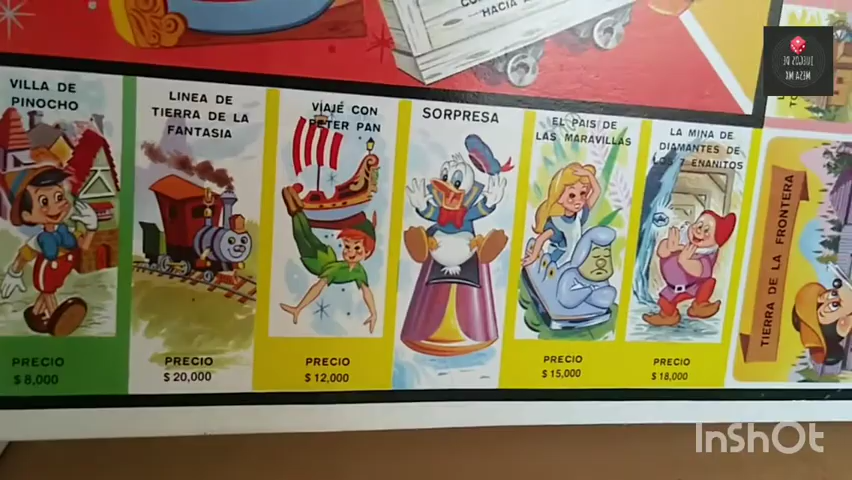 HACIA
VILLA DE
PINOCHO
PRECIO
$8,000
LINEA DE
TIERRA DE LA
FANTASIA
PRECIO
$20,000
VIAJE CON
PETER PAN
PRECIO
$12,000
SORPRESA
EL PAIS DE
LAS MARAVILLAS
PRECIO
$15,000
LA MINA DE
DIAMANTES DE
LOS 7 ENANITOS
PRECIO
$18,000
TIERRA DE LA FRONTERA
JUEGOS DE
MESA MX
InShOt